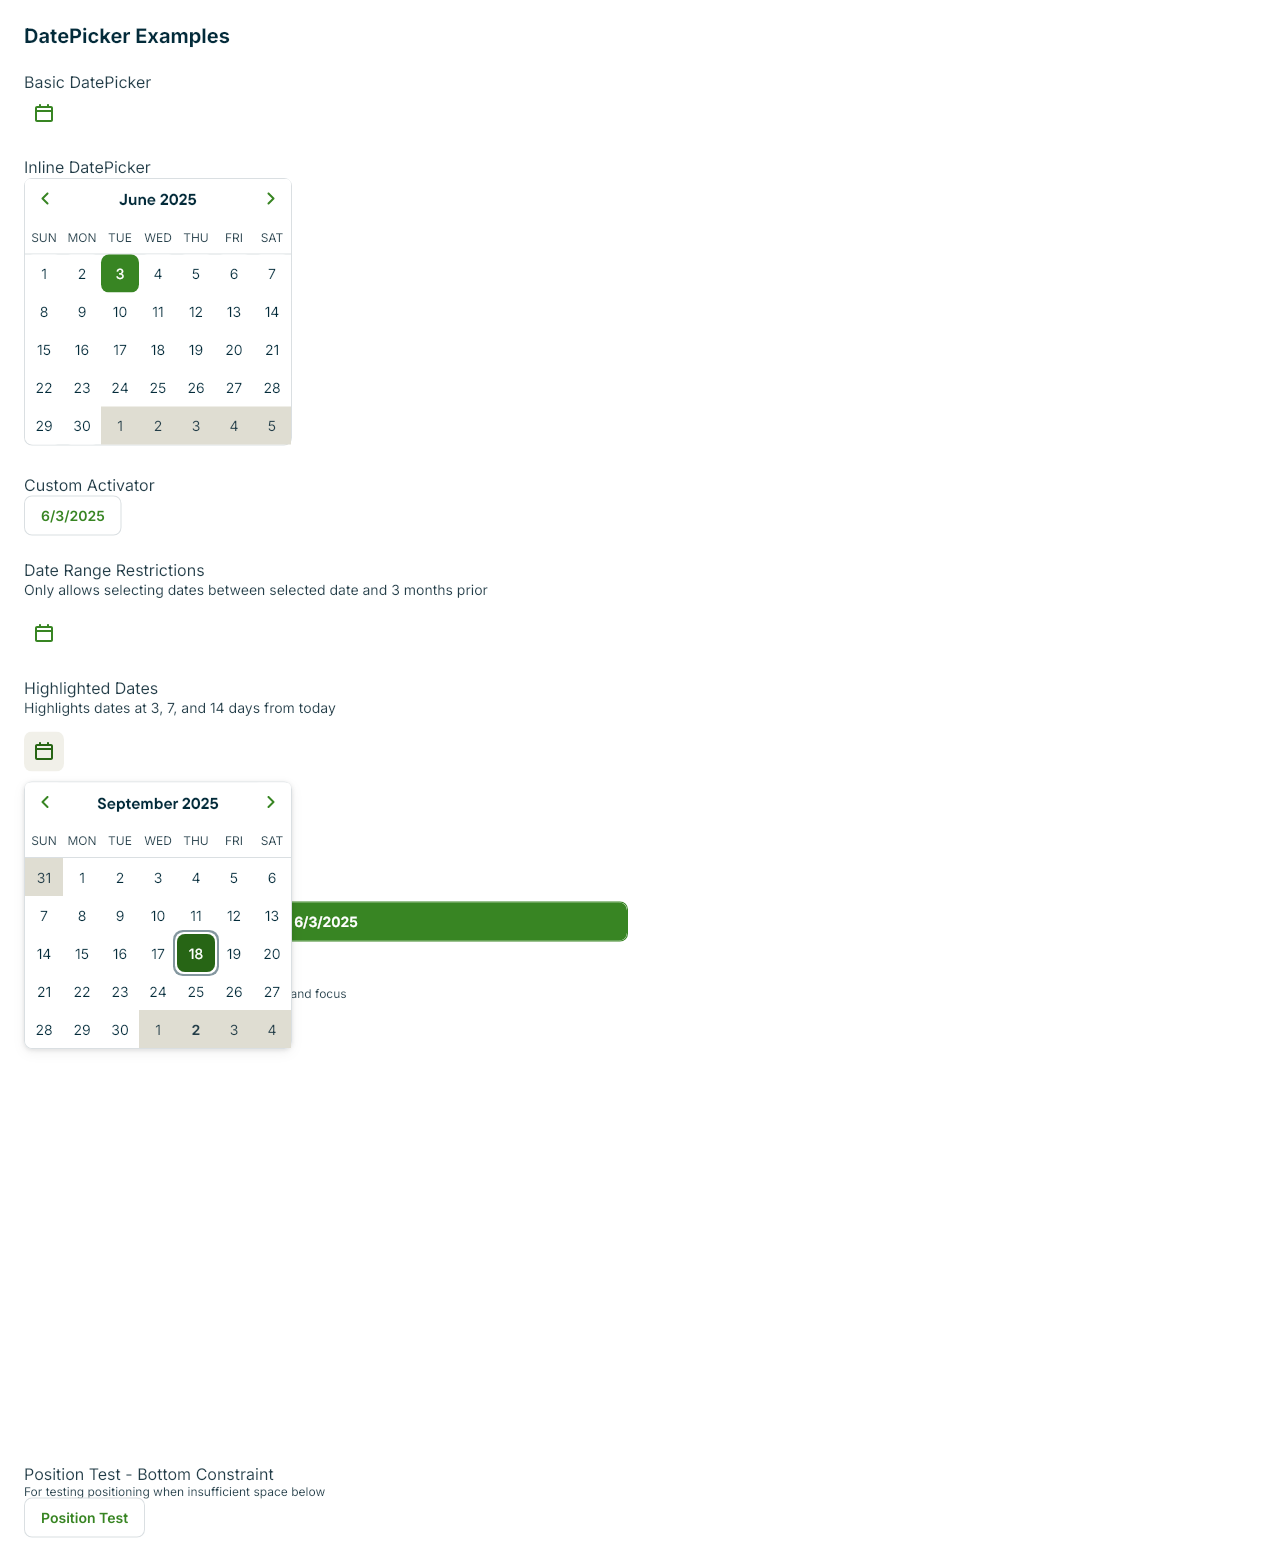 DatePicker Examples
Basic DatePicker
Inline DatePicker
June 2025
SUN MON TUE WED THU FRI SAT
1 2 3 4 5 6 7
8 9 10 11 12 13 14
15 16 17 18 19 20 21
22 23 24 25 26 27 28
29 30 1 2 3 4 5
Custom Activator
6/3/2025
Date Range Restrictions
Only allows selecting dates between selected date and 3 months prior
Highlighted Dates
Highlights dates at 3, 7, and 14 days from today
September 2025
SUN MON TUE WED THU FRI SAT
31 1 2 3 4 5 6
7 8 9 10 11 12 13
6/3/2025
14 15 16 17 18 19 20
21 22 23 24 25 26 27
and focus
28 29 30 1 2 3 4
Position Test - Bottom Constraint
For testing positioning when insufficient space below
Position Test